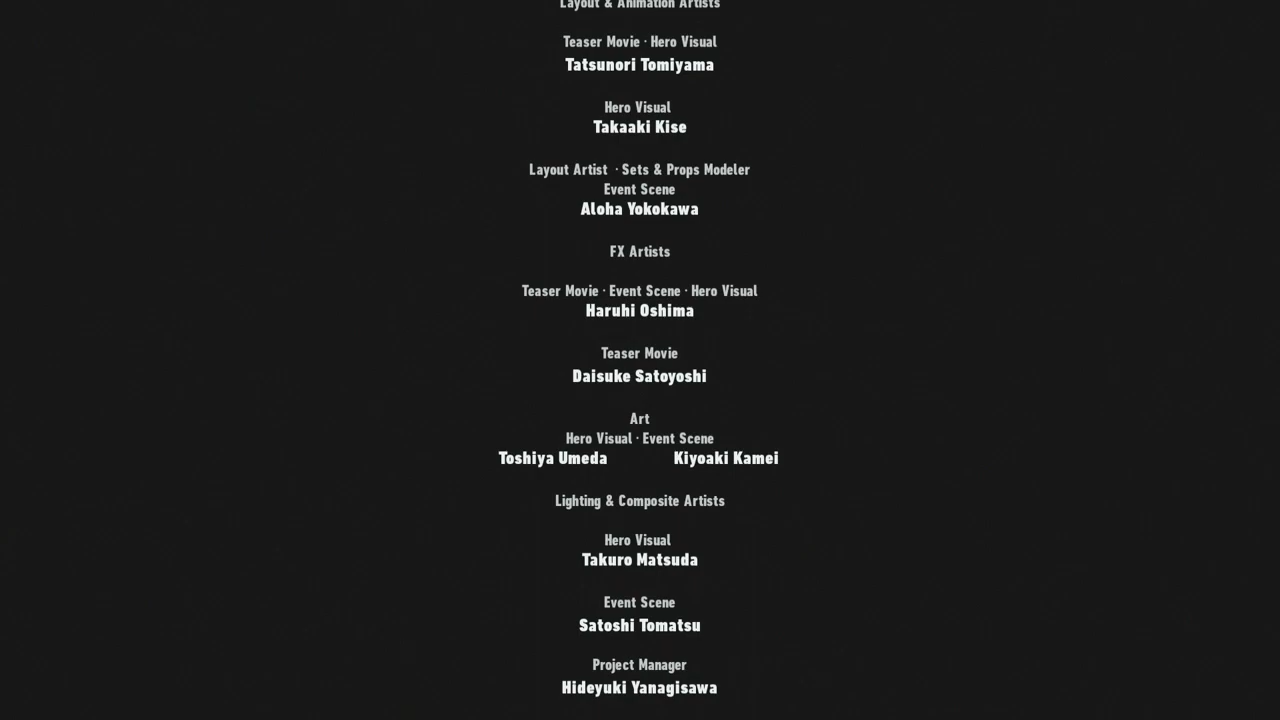 Layout & Animation Artists
Teaser Movie · Hero Visual
Tatsunori Tomiyama
Hero Visual
Takaaki Kise
Layout Artist · Sets & Props Modeler
Event Scene
Aloha Yokokawa
FX Artists
Teaser Movie · Event Scene · Hero Visual
Haruhi Oshima
Teaser Movie
Daisuke Satoyoshi
Art
Hero Visual · Event Scene
Toshiya Umeda Kiyoaki Kamei
Lighting & Composite Artists
Hero Visual
Takuro Matsuda
Event Scene
Satoshi Tomatsu
Project Manager
Hideyuki Yanagisawa